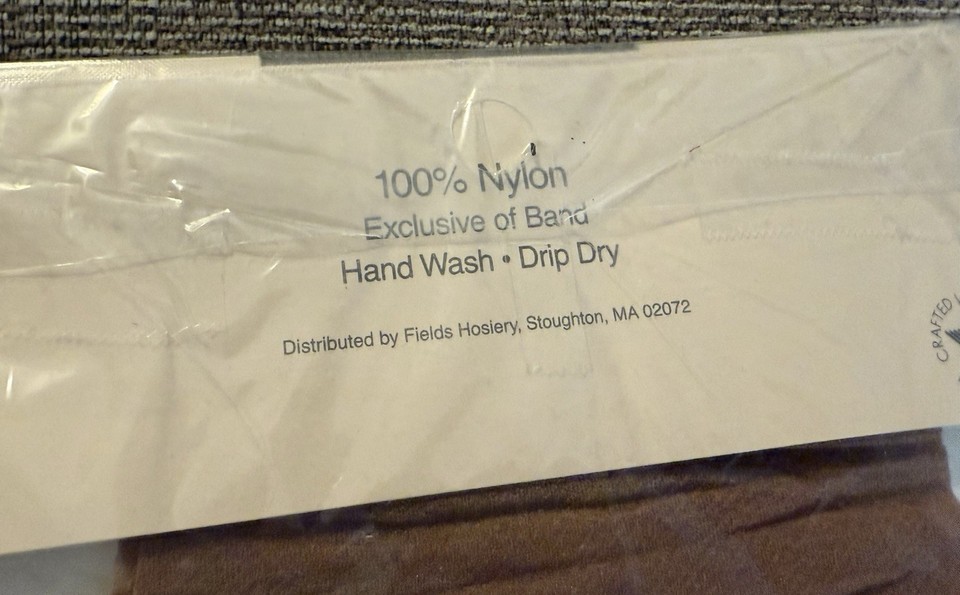 100% Nylon
Exclusive of Band
Hand Wash • Drip Dry
Distributed by Fields Hosiery, Stoughton, MA 02072
CRAFTED